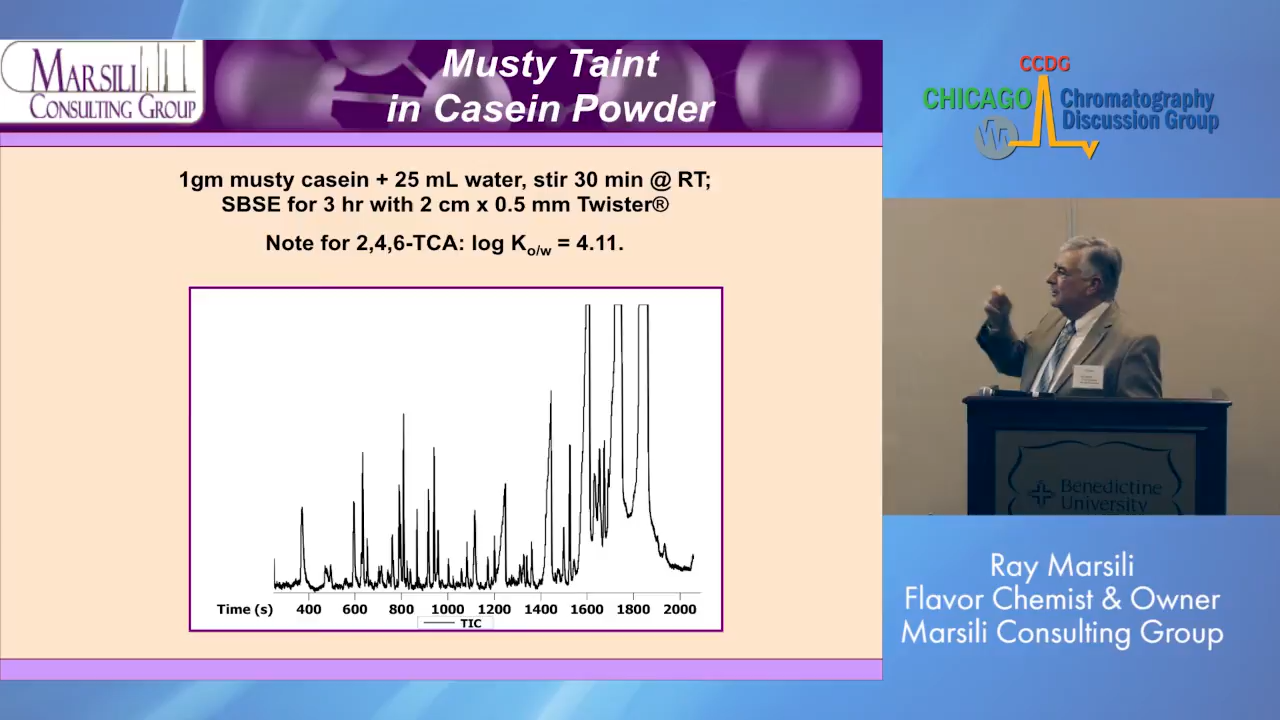 MARSILI
CONSULTING GROUP
Musty Taint
in Casein Powder
1gm musty casein + 25 mL water, stir 30 min @ RT;
SBSE for 3 hr with 2 cm x 0.5 mm Twister®
Note for 2,4,6-TCA: log Ko/w = 4.11.
Time (s) 400 600 800 1000 1200 1400 1600 1800 2000
TIC
CCDG
CHICAGO
Chromatography
Discussion Group
Benedictine
University
Ray Marsili
Flavor Chemist & Owner
Marsili Consulting Group